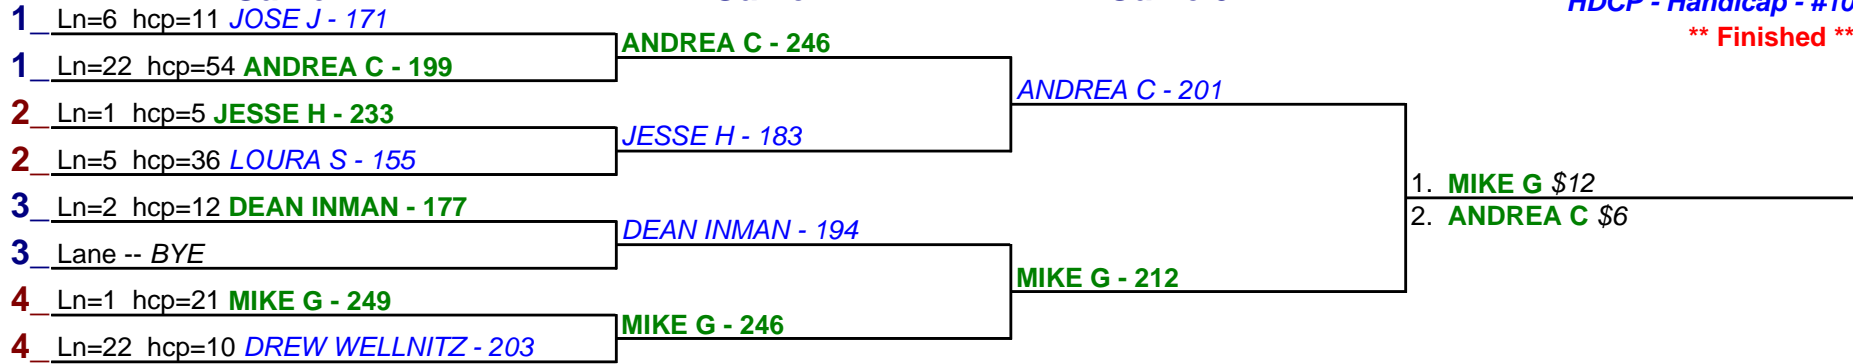 HDCP - Handicap - #10
** Finished **
1_ Ln=6 hcp=11 JOSE J - 171
1_ Ln=22 hcp=54 ANDREA C - 199
2_ Ln=1 hcp=5 JESSE H - 233
2_ Ln=5 hcp=36 LOURA S - 155
3_ Ln=2 hcp=12 DEAN INMAN - 177
3_ Lane -- BYE
4_ Ln=1 hcp=21 MIKE G - 249
4_ Ln=22 hcp=10 DREW WELLNITZ - 203
ANDREA C - 246
JESSE H - 183
DEAN INMAN - 194
MIKE G - 246
ANDREA C - 201
MIKE G - 212
1. MIKE G $12
2. ANDREA C $6